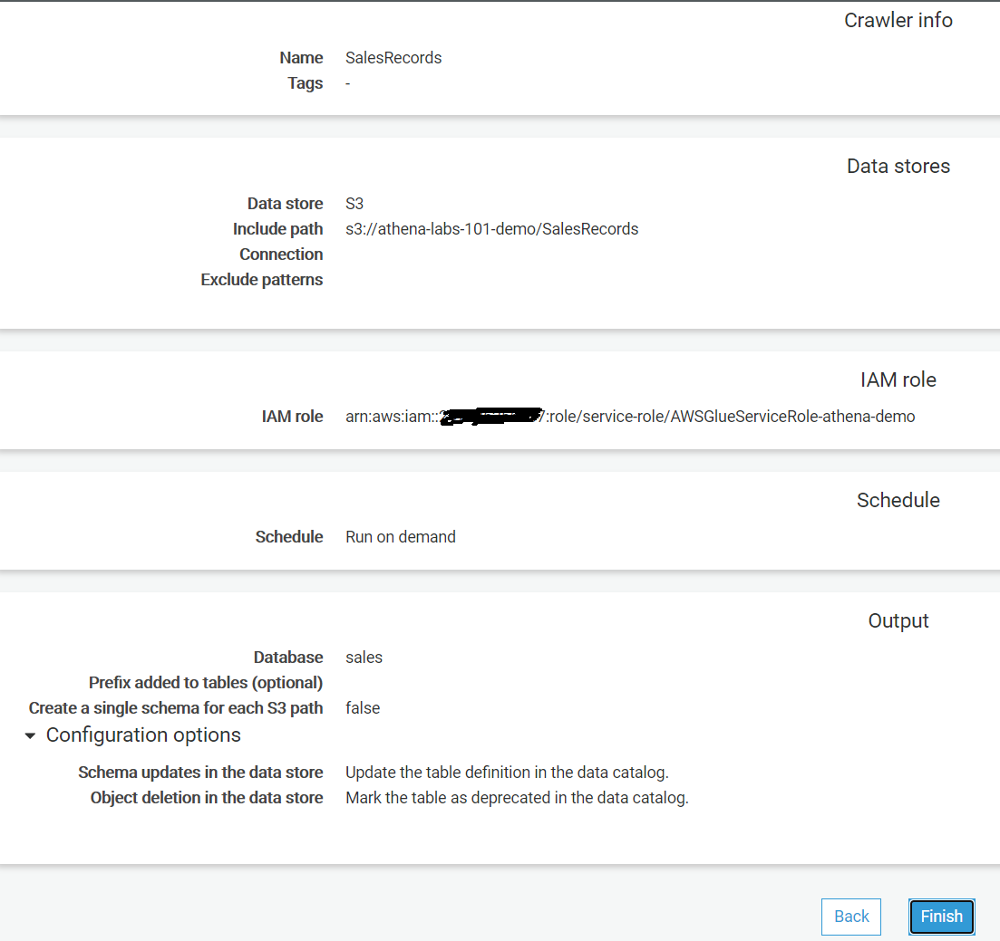 Crawler info
Name SalesRecords
Tags -
Data stores
Data store S3
Include path s3://athena-labs-101-demo/SalesRecords
Connection
Exclude patterns
IAM role
IAM role arn:aws:iam:: :role/service-role/AWSGlueServiceRole-athena-demo
Schedule
Schedule Run on demand
Output
Database sales
Prefix added to tables (optional)
Create a single schema for each S3 path false
Configuration options
Schema updates in the data store Update the table definition in the data catalog.
Object deletion in the data store Mark the table as deprecated in the data catalog.
Back Finish